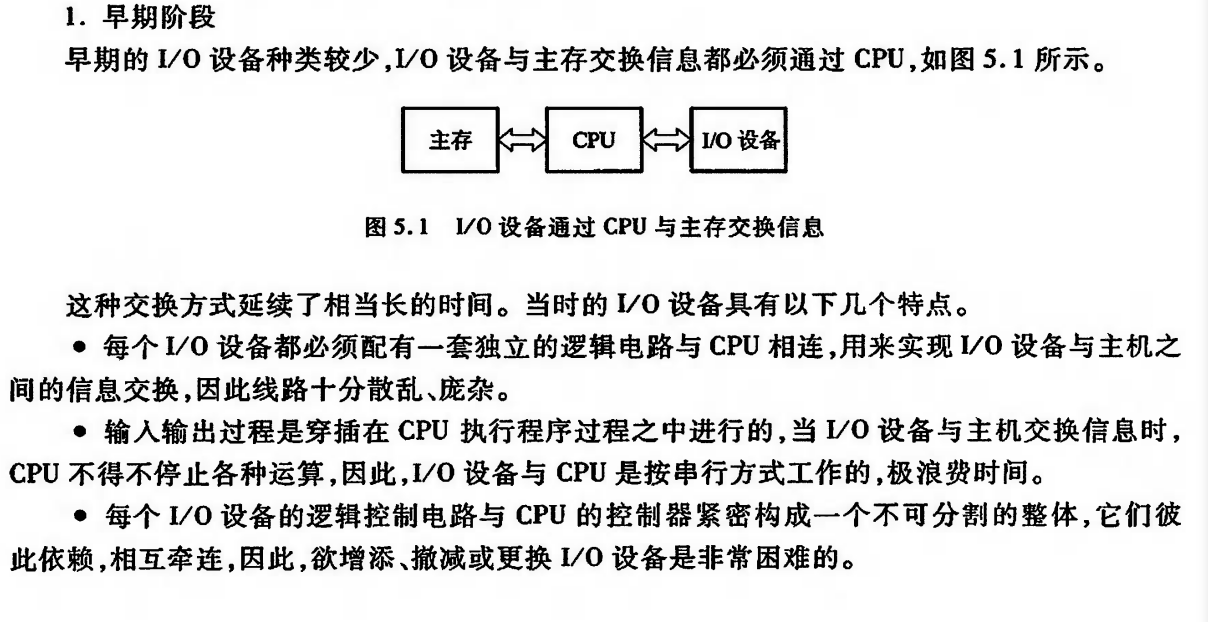 1. 早期阶段
早期的 I/O 设备种类较少,I/O 设备与主存交换信息都必须通过 CPU,如图 5.1 所示。
主存 CPU I/O 设备
图 5.1 I/O 设备通过 CPU 与主存交换信息
这种交换方式延续了相当长的时间。当时的 I/O 设备具有以下几个特点。
• 每个 I/O 设备都必须配有一套独立的逻辑电路与 CPU 相连,用来实现 I/O 设备与主机之
间的信息交换,因此线路十分散乱、庞杂。
• 输入输出过程是穿插在 CPU 执行程序过程之中进行的,当 I/O 设备与主机交换信息时,
CPU 不得不停止各种运算,因此,I/O 设备与 CPU 是按串行方式工作的,极浪费时间。
• 每个 I/O 设备的逻辑控制电路与 CPU 的控制器紧密构成一个不可分割的整体,它们彼
此依赖,相互牵连,因此,欲增添、撤减或更换 I/O 设备是非常困难的。